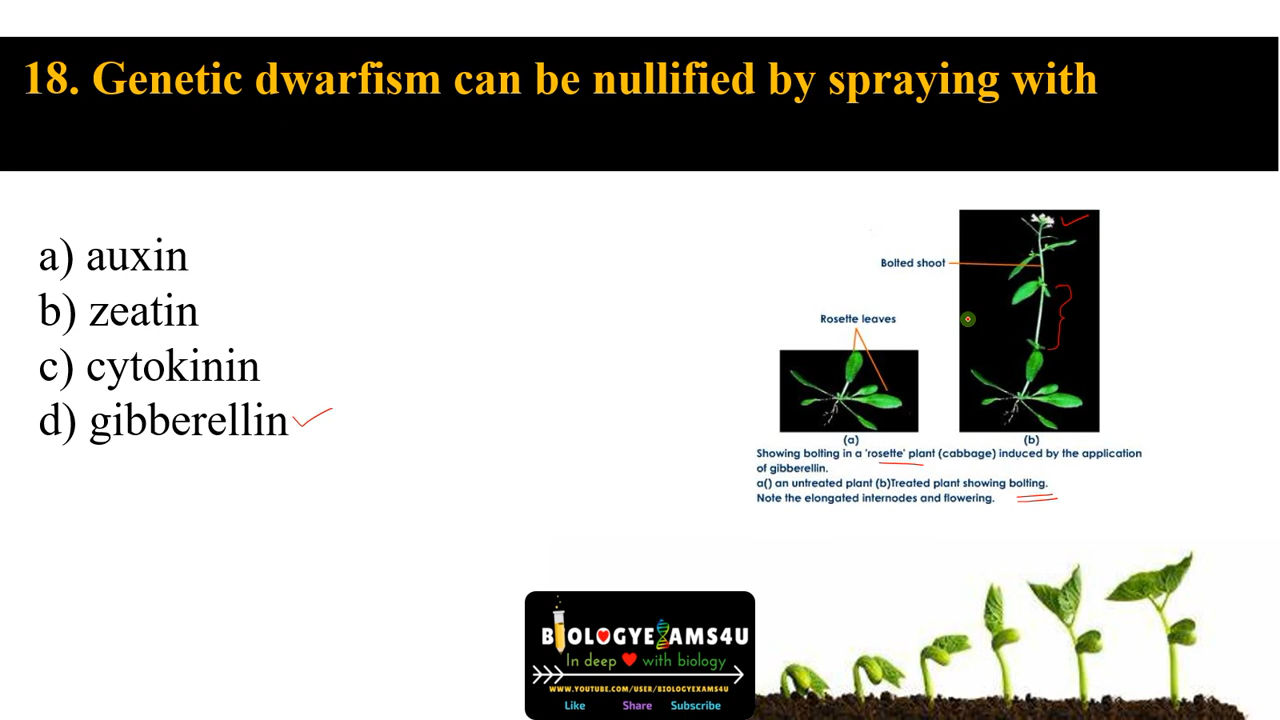 18. Genetic dwarfism can be nullified by spraying with
a) auxin
b) zeatin
c) cytokinin
d) gibberellin
Bolted shoot
Rosette leaves
(a)
(b)
Showing bolting in a 'rosette' plant (cabbage) induced by the application
of gibberellin.
a() an untreated plant (b)Treated plant showing bolting.
Note the elongated internodes and flowering.
BIOLOGYEXAMS4U
In deep with biology
WWW.YOUTUBE.COM/USER/BIOLOGYEXAMS4U
Like Share Subscribe